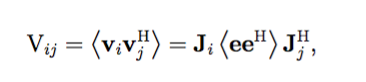 V_{ij} = ⟨v_i v_j^H⟩ = J_i ⟨ee^H⟩ J_j^H,